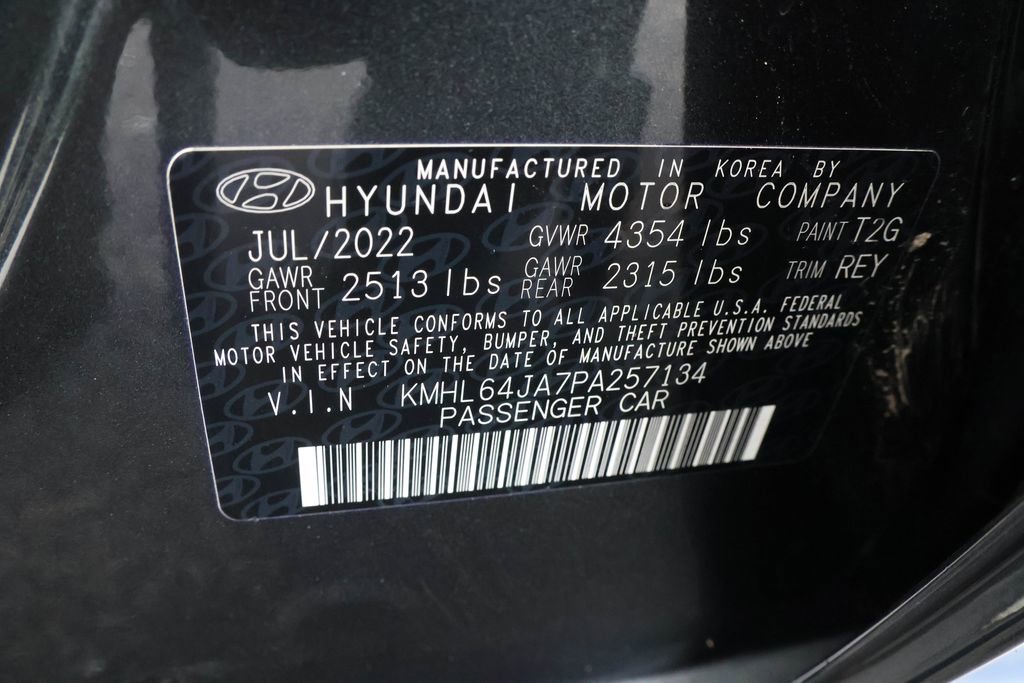 MANUFACTURED IN KOREA BY
HYUNDAI MOTOR COMPANY
JUL/2022 GVWR 4354 lbs PAINT T2G
GAWR FRONT 2513 lbs GAWR REAR 2315 lbs TRIM REY
THIS VEHICLE CONFORMS TO ALL APPLICABLE U.S.A. FEDERAL
MOTOR VEHICLE SAFETY, BUMPER, AND THEFT PREVENTION STANDARDS
IN EFFECT ON THE DATE OF MANUFACTURE SHOWN ABOVE
V.I.N KMHL64JA7PA257134
PASSENGER CAR